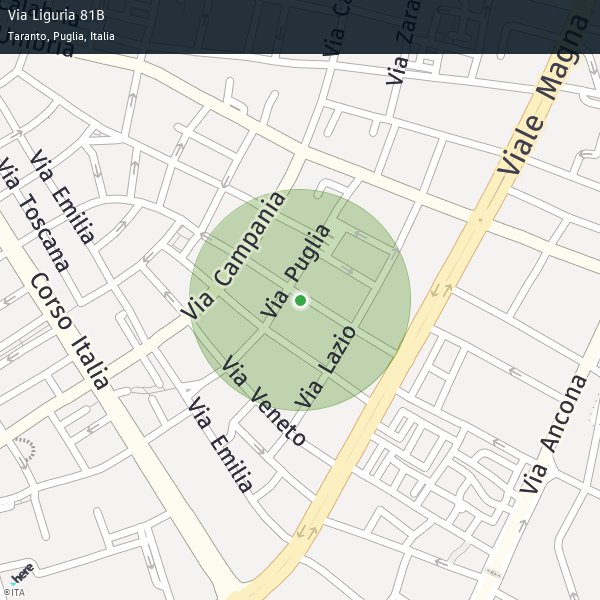 Via Liguria 81B
Taranto, Puglia, Italia
Umbria
Via Zara
Viale Magna
Via Emilia
Via Toscana
Via Campania
Via Puglia
Corso Italia
Via Lazio
Via Veneto
Via Emilia
Via Ancona
here
©ITA